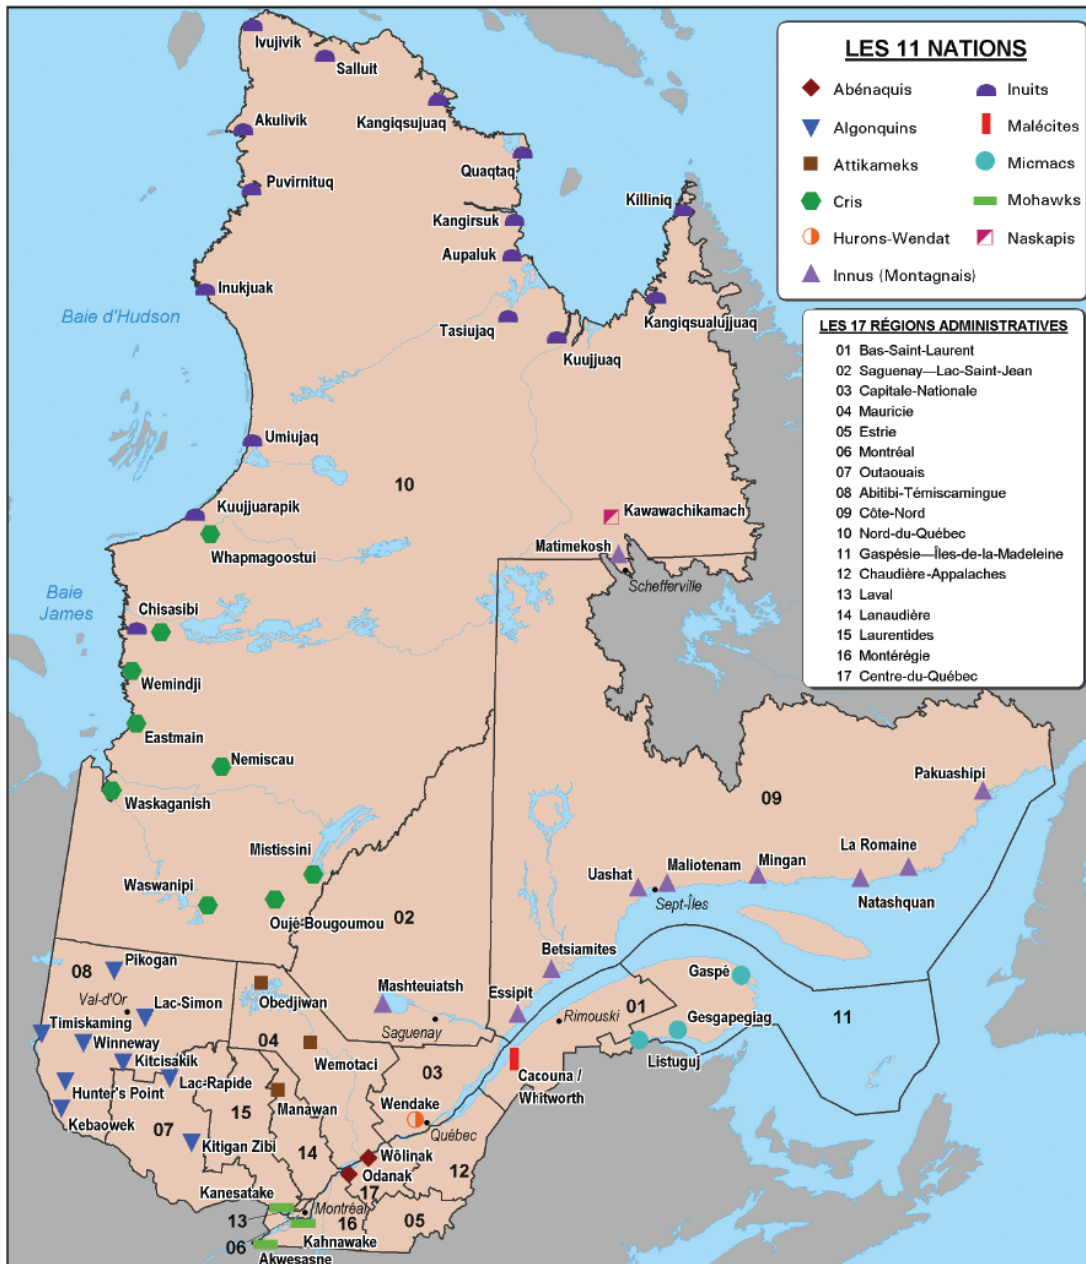 LES 11 NATIONS
Abénaquis
Algonquins
Attikameks
Cris
Hurons-Wendat
Innus (Montagnais)
Inuits
Malécites
Micmacs
Mohawks
Naskapis
LES 17 RÉGIONS ADMINISTRATIVES
01 Bas-Saint-Laurent
02 Saguenay—Lac-Saint-Jean
03 Capitale-Nationale
04 Mauricie
05 Estrie
06 Montréal
07 Outaouais
08 Abitibi-Témiscamingue
09 Côte-Nord
10 Nord-du-Québec
11 Gaspésie—Îles-de-la-Madeleine
12 Chaudière-Appalaches
13 Laval
14 Lanaudière
15 Laurentides
16 Montérégie
17 Centre-du-Québec
Ivujivik
Salluit
Kangiqsujuaq
Akulivik
Quaqtaq
Puvirnituq
Killiniq
Kangirsuk
Aupaluk
Inukjuak
Baie d'Hudson
Tasiujaq
Kangiqsualujjuaq
Kuujjuaq
Umiujaq
10
Kuujjuarapik
Kawawachikamach
Whapmagoostui
Matimekosh
Schefferville
Baie
James
Chisasibi
Wemindji
Eastmain
Nemiscau
Waskaganish
Pakuashipi
09
Mistissini
La Romaine
Mingan
Maliotenam
Uashat
Sept-Îles
Natashquan
Waswanipi
Oujé-Bougoumou
02
08
Pikogan
Betsiamites
Gaspé
Obedjiwan
Mashteuiatsh
Val-d'Or
Lac-Simon
Essipit
01
Gesgapegiag
11
Timiskaming
Saguenay
Rimouski
Winneway
04
Listuguj
Kitcisakik
Wemotaci
03
Cacouna /
Whitworth
Lac-Rapide
Hunter's Point
15
Manawan
Wendake
Kebaowek
07
Québec
Kitigan Zibi
14
Wôlinak
12
Odanak
17
Kanesatake
Montréal
13
16
05
Kahnawake
06
Akwesasne